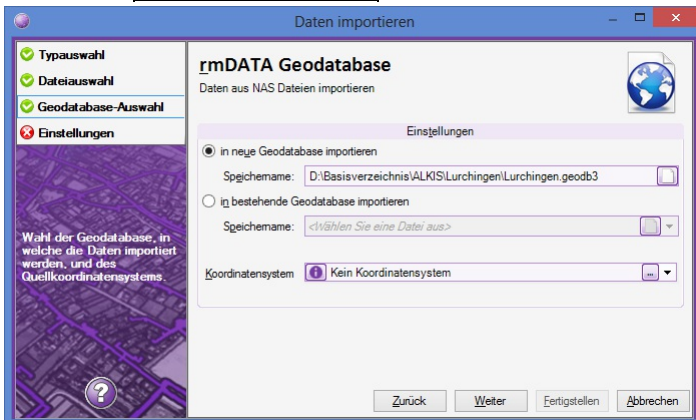 Daten importieren
Typauswahl
Dateiauswahl
Geodatabase-Auswahl
Einstellungen
Wahl der Geodatabase, in
welche die Daten importiert
werden, und des
Quellkoordinatensystems.
?
rmDATA Geodatabase
Daten aus NAS Dateien importieren
Einstellungen
in neue Geodatabase importieren
Speichername: D:\Basisverzeichnis\ALKIS\Lurchingen\Lurchingen.geodb3
in bestehende Geodatabase importieren
Speichername: <Wählen Sie eine Datei aus>
Koordinatensystem Kein Koordinatensystem ...
Zurück Weiter Fertigstellen Abbrechen